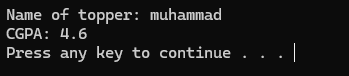 Name of topper: muhammad
CGPA: 4.6
Press any key to continue . . .